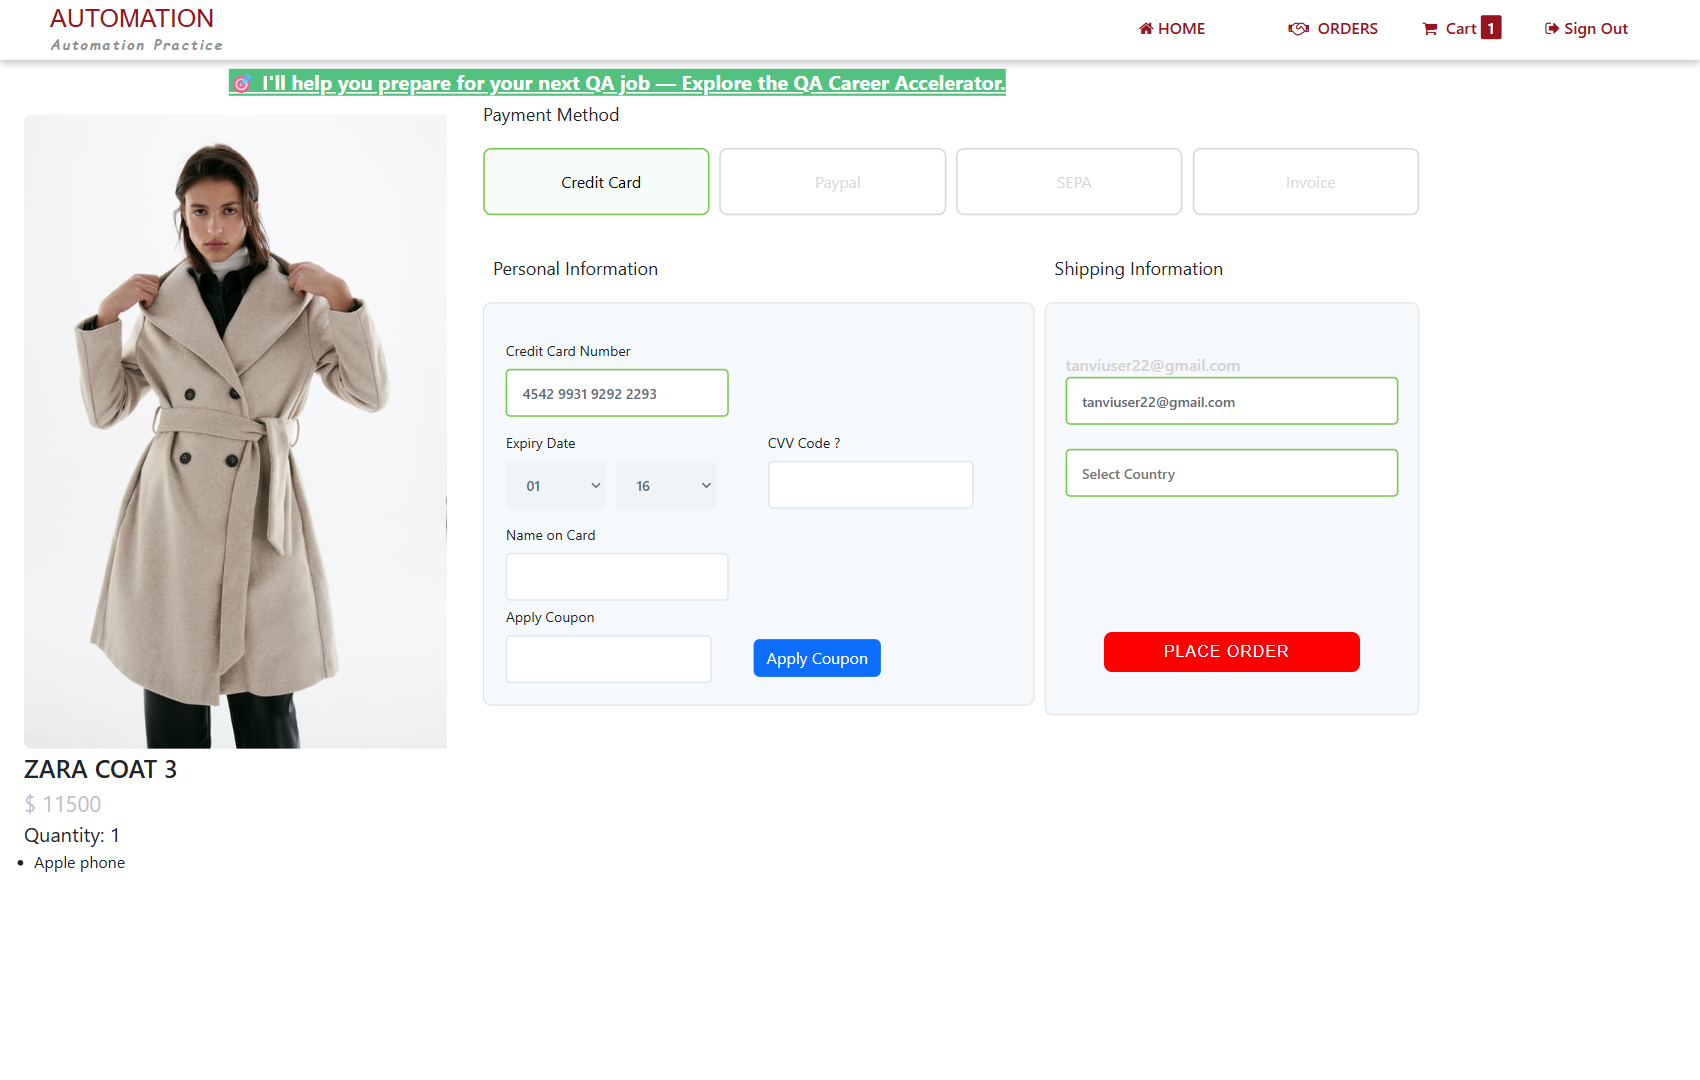 AUTOMATION
Automation Practice
HOME
ORDERS
Cart 1
Sign Out
🎯 I'll help you prepare for your next QA job — Explore the QA Career Accelerator.
Payment Method
Credit Card
Paypal
SEPA
Invoice
Personal Information
Shipping Information
Credit Card Number
4542 9931 9292 2293
Expiry Date
CVV Code ?
01
16
Name on Card
Apply Coupon
Apply Coupon
tanviuser22@gmail.com
tanviuser22@gmail.com
Select Country
PLACE ORDER
ZARA COAT 3
$ 11500
Quantity: 1
• Apple phone